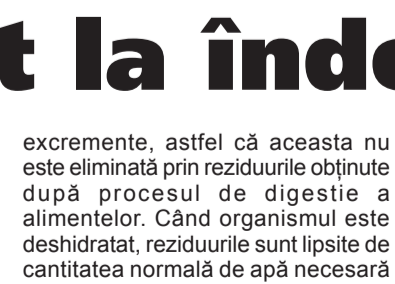 t la înde
excremente, astfel că aceasta nu
este eliminată prin reziduurile obținute
după procesul de digestie a
alimentelor. Când organismul este
deshidratat, reziduurile sunt lipsite de
cantitatea normală de apă necesară